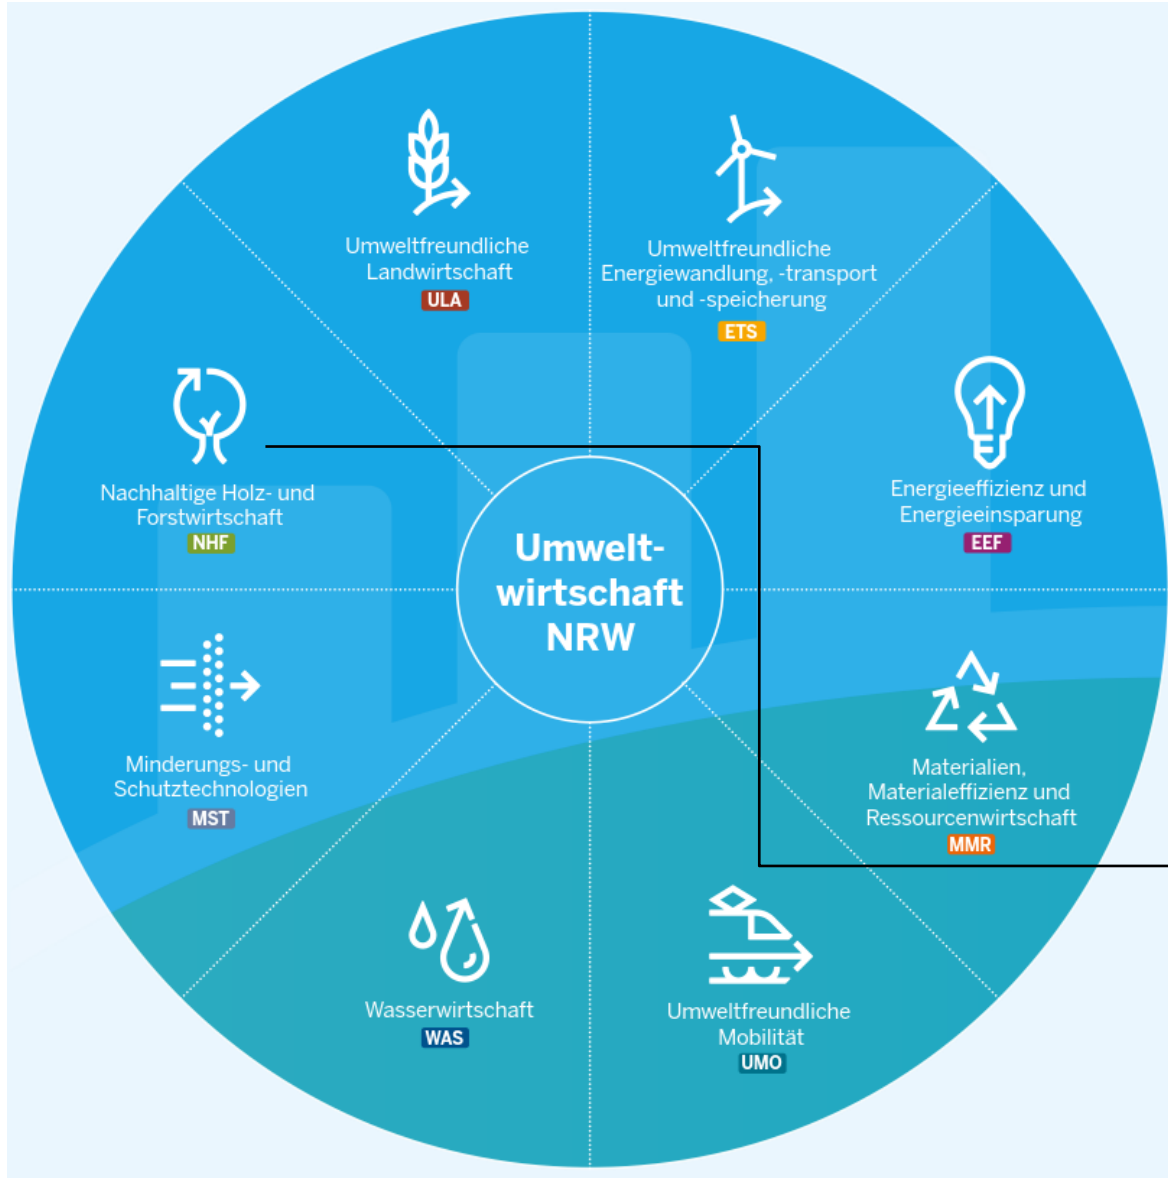 Umweltfreundliche
Landwirtschaft
ULA
Umweltfreundliche
Energiewandlung, -transport
und -speicherung
ETS
Nachhaltige Holz- und
Forstwirtschaft
NHF
Energieeffizienz und
Energieeinsparung
EEF
Umwelt-
wirtschaft
NRW
Minderungs- und
Schutztechnologien
MST
Materialien,
Materialeffizienz und
Ressourcenwirtschaft
MMR
Wasserwirtschaft
WAS
Umweltfreundliche
Mobilität
UMO